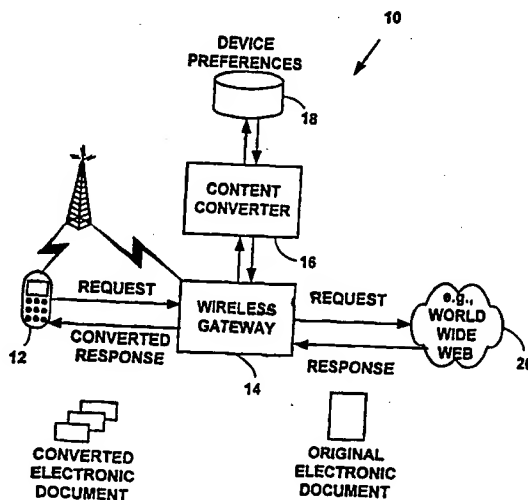 10
DEVICE
PREFERENCES
18
CONTENT
CONVERTER
16
REQUEST
WIRELESS
GATEWAY
REQUEST
e.g.,
WORLD
WIDE
WEB
12
CONVERTED
RESPONSE
14
RESPONSE
20
CONVERTED
ELECTRONIC
DOCUMENT
ORIGINAL
ELECTRONIC
DOCUMENT